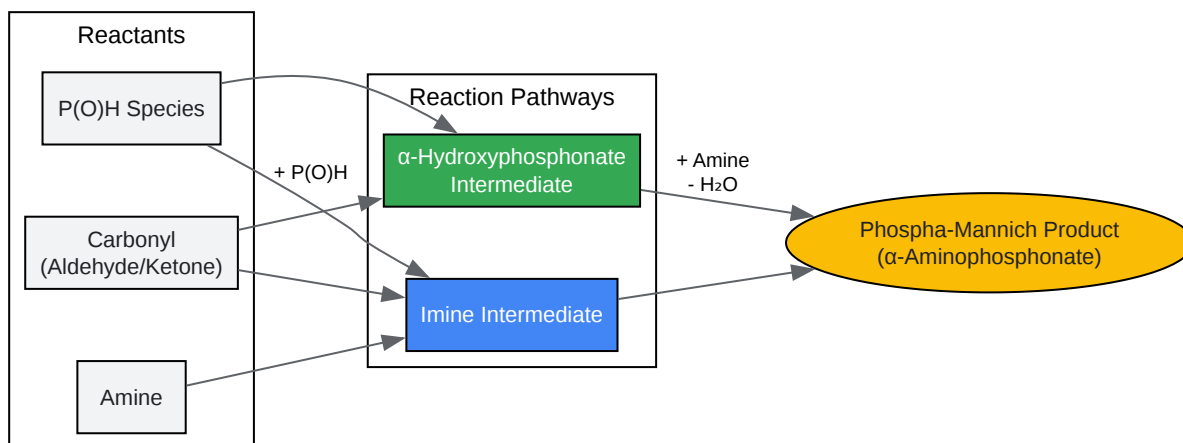 Reactants
P(O)H Species
Carbonyl
(Aldehyde/Ketone)
Amine
+ P(O)H
Reaction Pathways
α-Hydroxyphosphonate
Intermediate
Imine Intermediate
+ Amine
- H₂O
Phospha-Mannich Product
(α-Aminophosphonate)